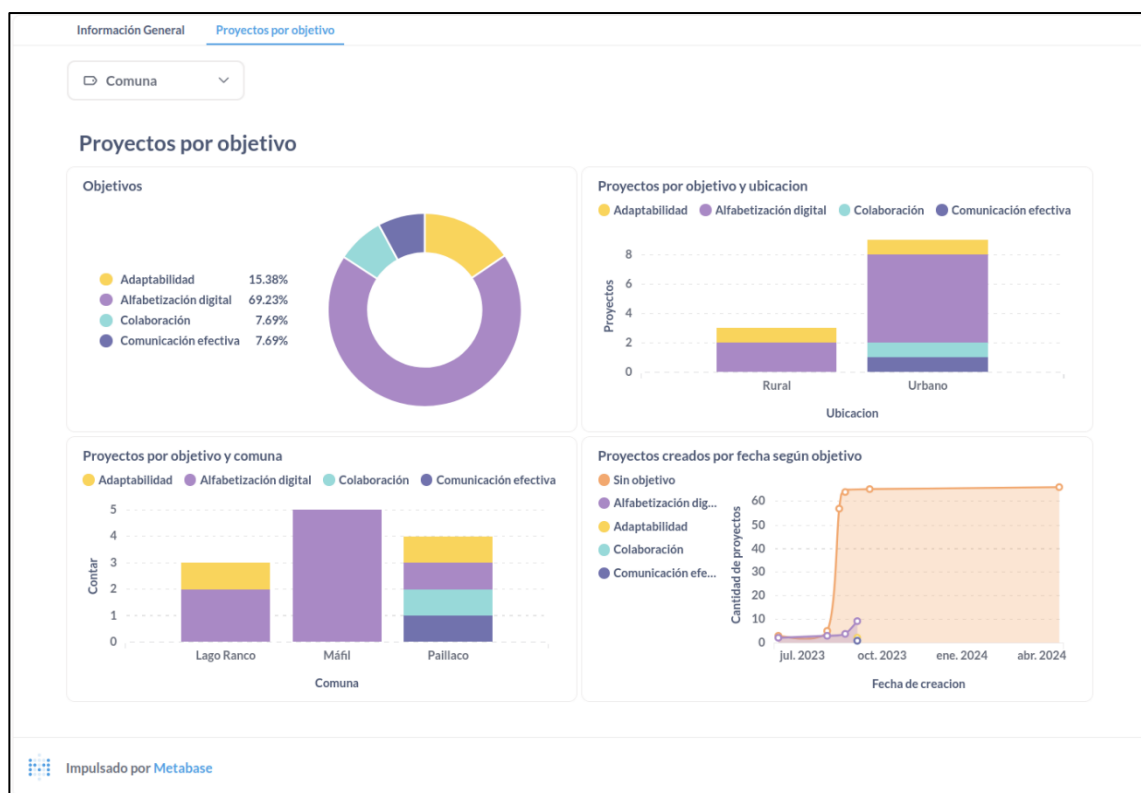 Información General Proyectos por objetivo
Comuna
Proyectos por objetivo
Objetivos
Adaptabilidad 15.38%
Alfabetización digital 69.23%
Colaboración 7.69%
Comunicación efectiva 7.69%
Proyectos por objetivo y ubicacion
Adaptabilidad Alfabetización digital Colaboración Comunicación efectiva
Proyectos
8
6
4
2
0
Rural Urbano
Ubicacion
Proyectos por objetivo y comuna
Adaptabilidad Alfabetización digital Colaboración Comunicación efectiva
Contar
5
4
3
2
1
0
Lago Ranco Máfil Paillaco
Comuna
Proyectos creados por fecha según objetivo
Sin objetivo
Alfabetización dig...
Adaptabilidad
Colaboración
Comunicación efe...
Cantidad de proyectos
60
50
40
30
20
10
0
jul. 2023 oct. 2023 ene. 2024 abr. 2024
Fecha de creacion
Impulsado por Metabase